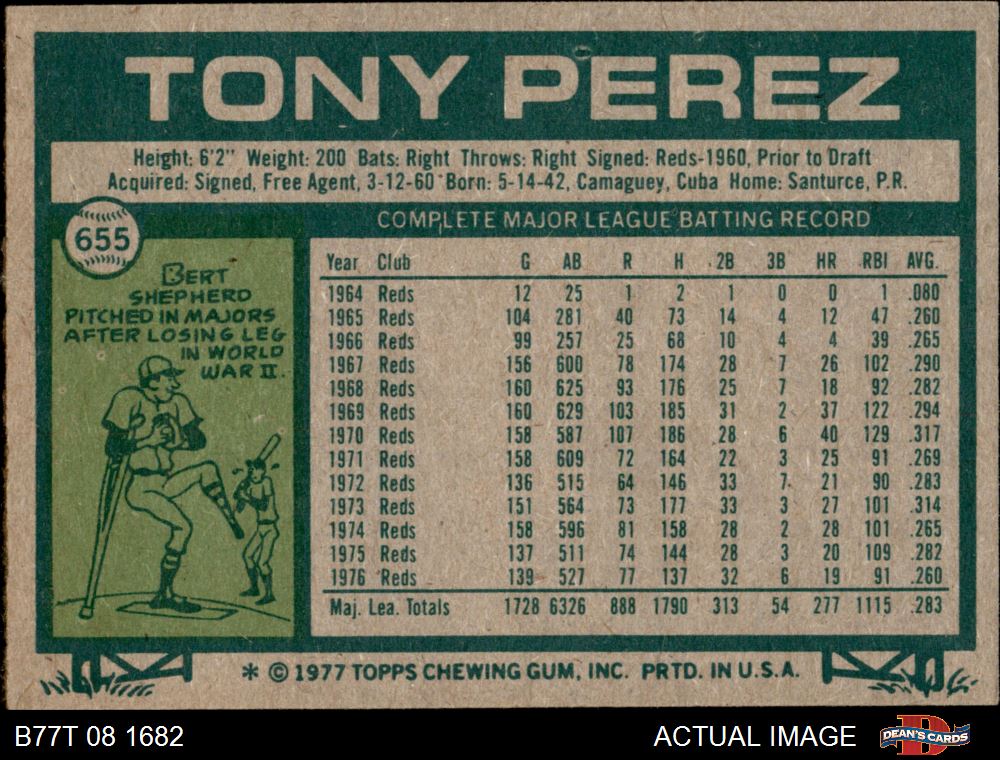 TONY PEREZ
Height: 6'2" Weight: 200 Bats: Right Throws: Right Signed: Reds-1960, Prior to Draft
Acquired: Signed, Free Agent, 3-12-60 Born: 5-14-42, Camaguey, Cuba Home: Santurce, P.R.
655
BERT
SHEPHERD
PITCHED IN MAJORS
AFTER LOSING LEG
IN WORLD
WAR II.
COMPLETE MAJOR LEAGUE BATTING RECORD
Year Club G AB R H 2B 3B HR RBI AVG.
1964 Reds 12 25 1 2 1 0 0 1 .080
1965 Reds 104 281 40 73 14 4 12 47 .260
1966 Reds 99 257 25 68 10 4 4 39 .265
1967 Reds 156 600 78 174 28 7 26 102 .290
1968 Reds 160 625 93 176 25 7 18 92 .282
1969 Reds 160 629 103 185 31 2 37 122 .294
1970 Reds 158 587 107 186 28 6 40 129 .317
1971 Reds 158 609 72 164 22 3 25 91 .269
1972 Reds 136 515 64 146 33 7 21 90 .283
1973 Reds 151 564 73 177 33 3 27 101 .314
1974 Reds 158 596 81 158 28 2 28 101 .265
1975 Reds 137 511 74 144 28 3 20 109 .282
1976 Reds 139 527 77 137 32 6 19 91 .260
Maj. Lea. Totals 1728 6326 888 1790 313 54 277 1115 .283
* © 1977 TOPPS CHEWING GUM, INC. PRTD. IN U.S.A.
B77T 08 1682 ACTUAL IMAGE DEAN'S CARDS